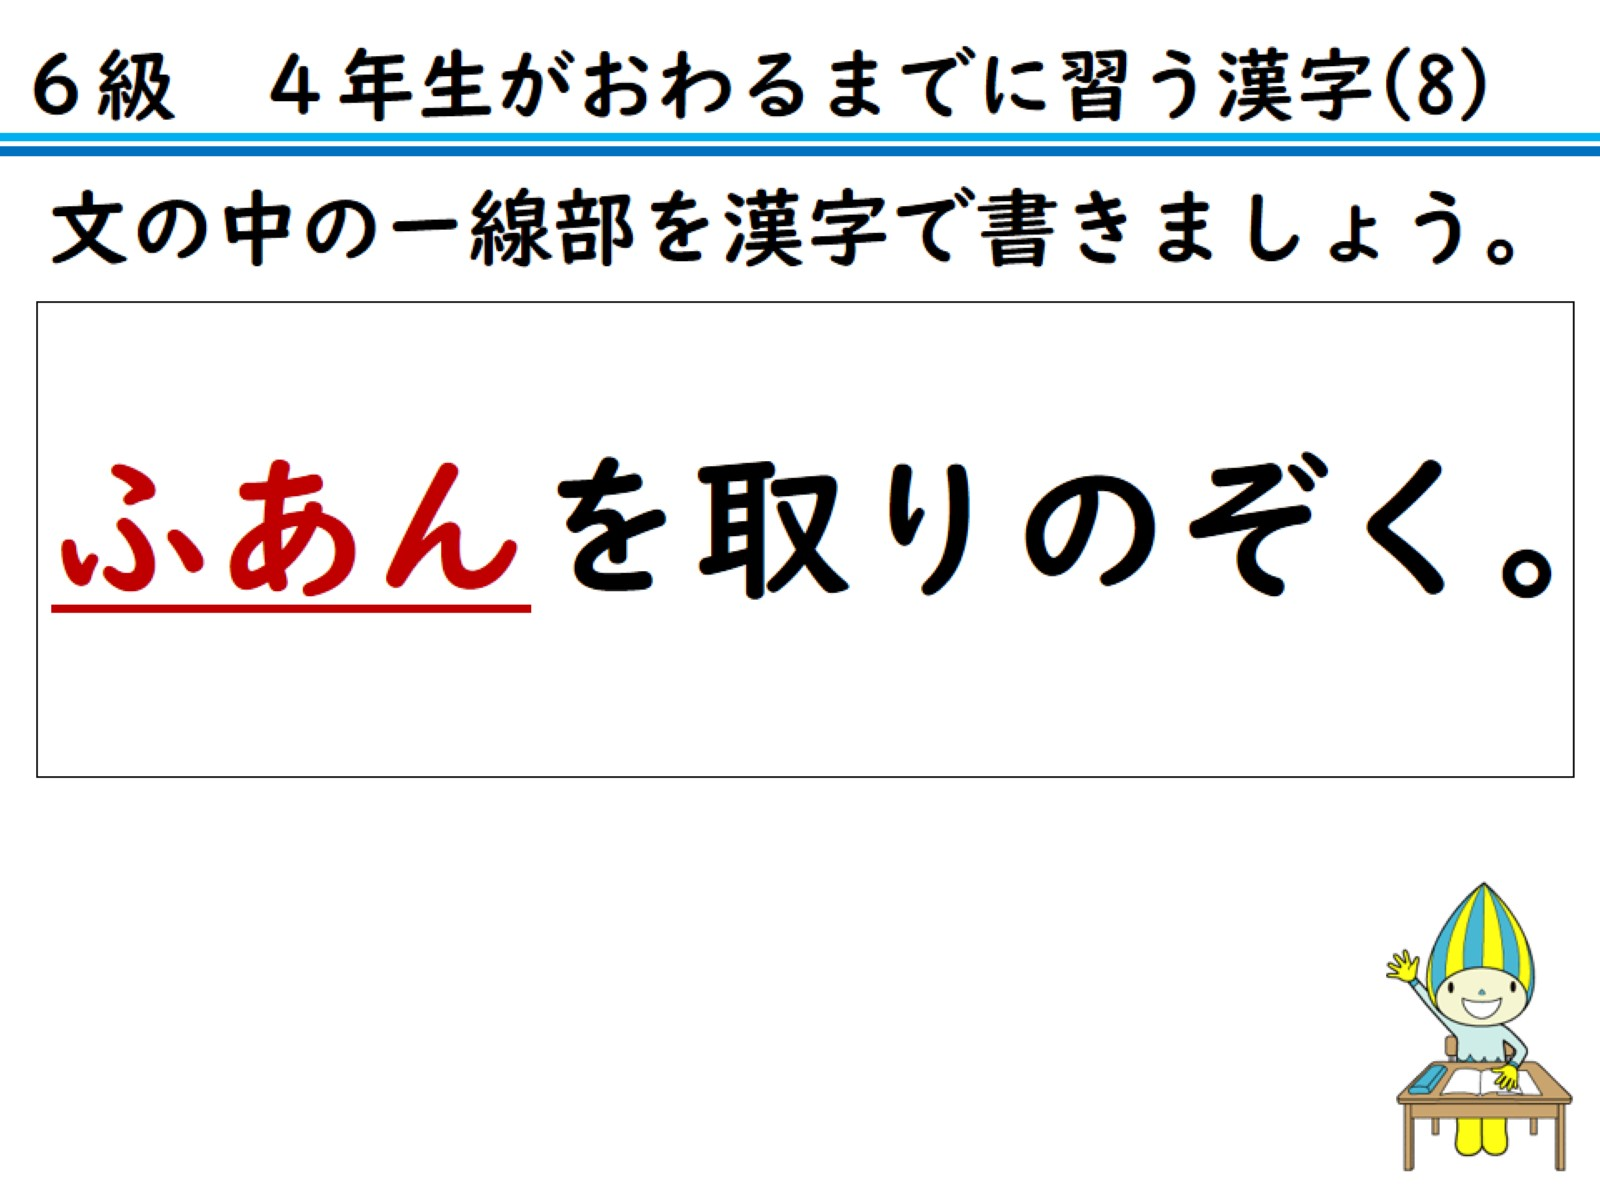 ６級　４年生がおわるまでに習う漢字(8)
文の中の―線部を漢字で書きましょう。
ふあんを取りのぞく。